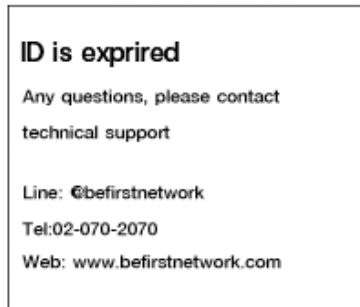 ID is exprired
Any questions, please contact
technical support
Line: @befirstnetwork
Tel:02-070-2070
Web: www.befirstnetwork.com